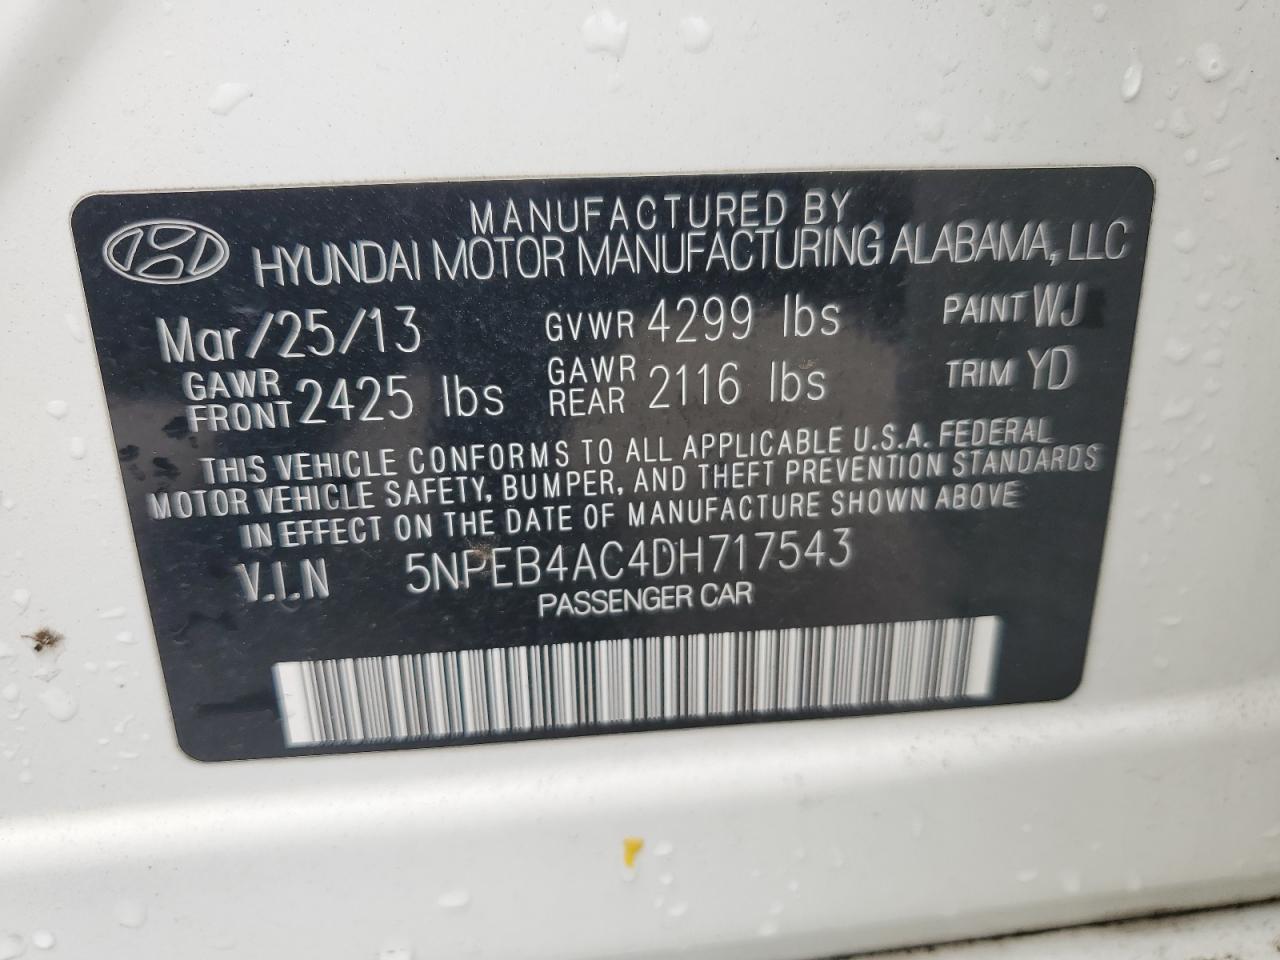 MANUFACTURED BY
HYUNDAI MOTOR MANUFACTURING ALABAMA, LLC
Mar/25/13 GVWR 4299 lbs PAINT WJ
GAWR FRONT 2425 lbs GAWR REAR 2116 lbs TRIM YD
THIS VEHICLE CONFORMS TO ALL APPLICABLE U.S.A. FEDERAL
MOTOR VEHICLE SAFETY, BUMPER, AND THEFT PREVENTION STANDARDS
IN EFFECT ON THE DATE OF MANUFACTURE SHOWN ABOVE
V.I.N 5NPEB4AC4DH717543
PASSENGER CAR